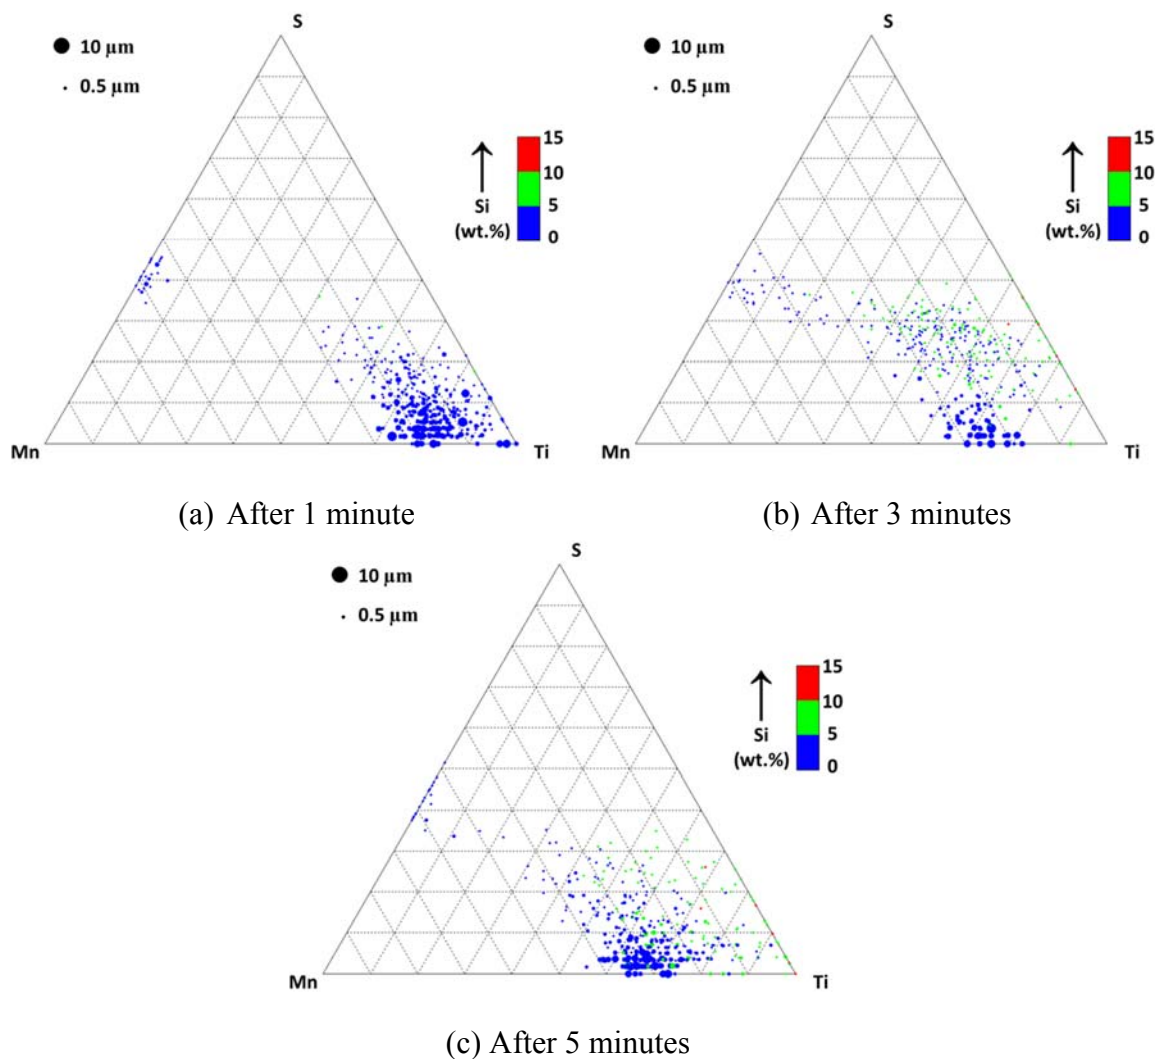 S
10 µm
0.5 µm
15
10
5
0
Si
(wt.%)
Mn
Ti
(a) After 1 minute
S
10 µm
0.5 µm
15
10
5
0
Si
(wt.%)
Mn
Ti
(b) After 3 minutes
S
10 µm
0.5 µm
15
10
5
0
Si
(wt.%)
Mn
Ti
(c) After 5 minutes